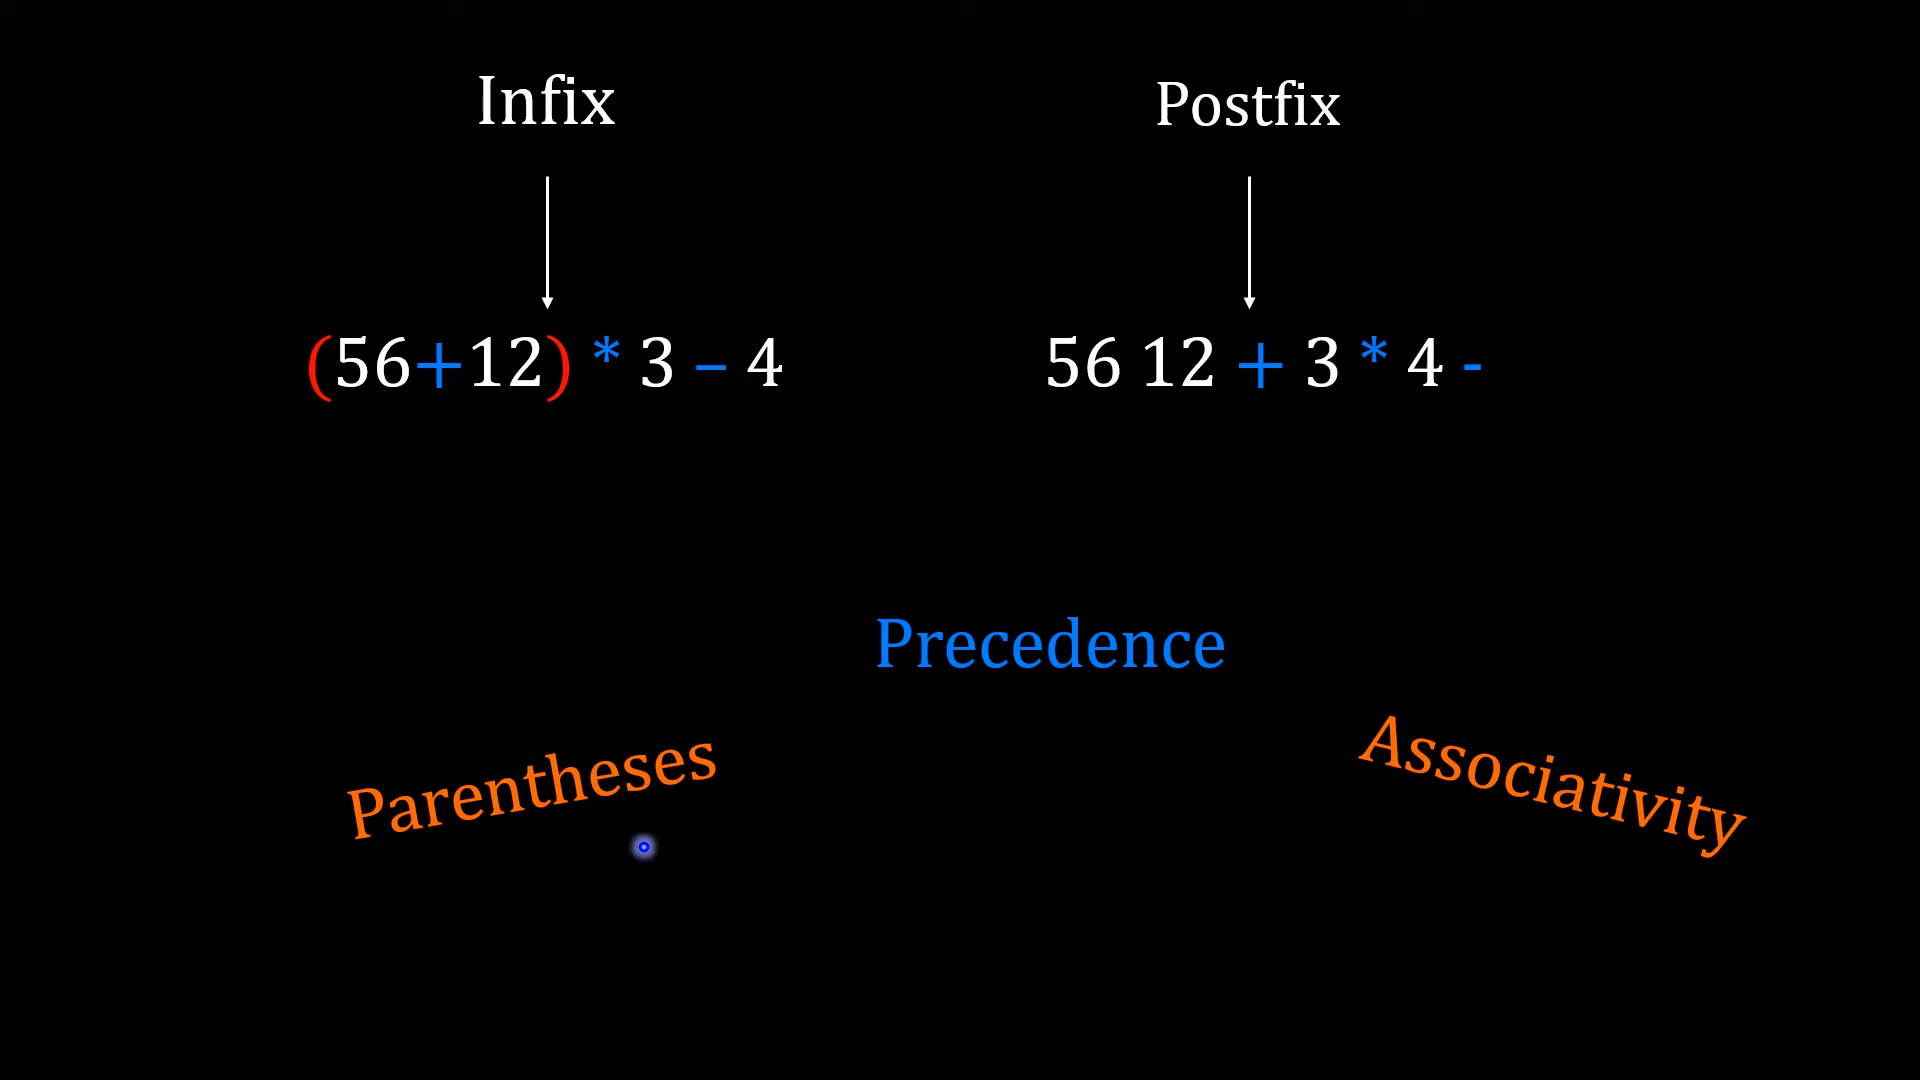 Infix
Postfix
(56+12) * 3 – 4
56 12 + 3 * 4 -
Precedence
Parentheses
Associativity